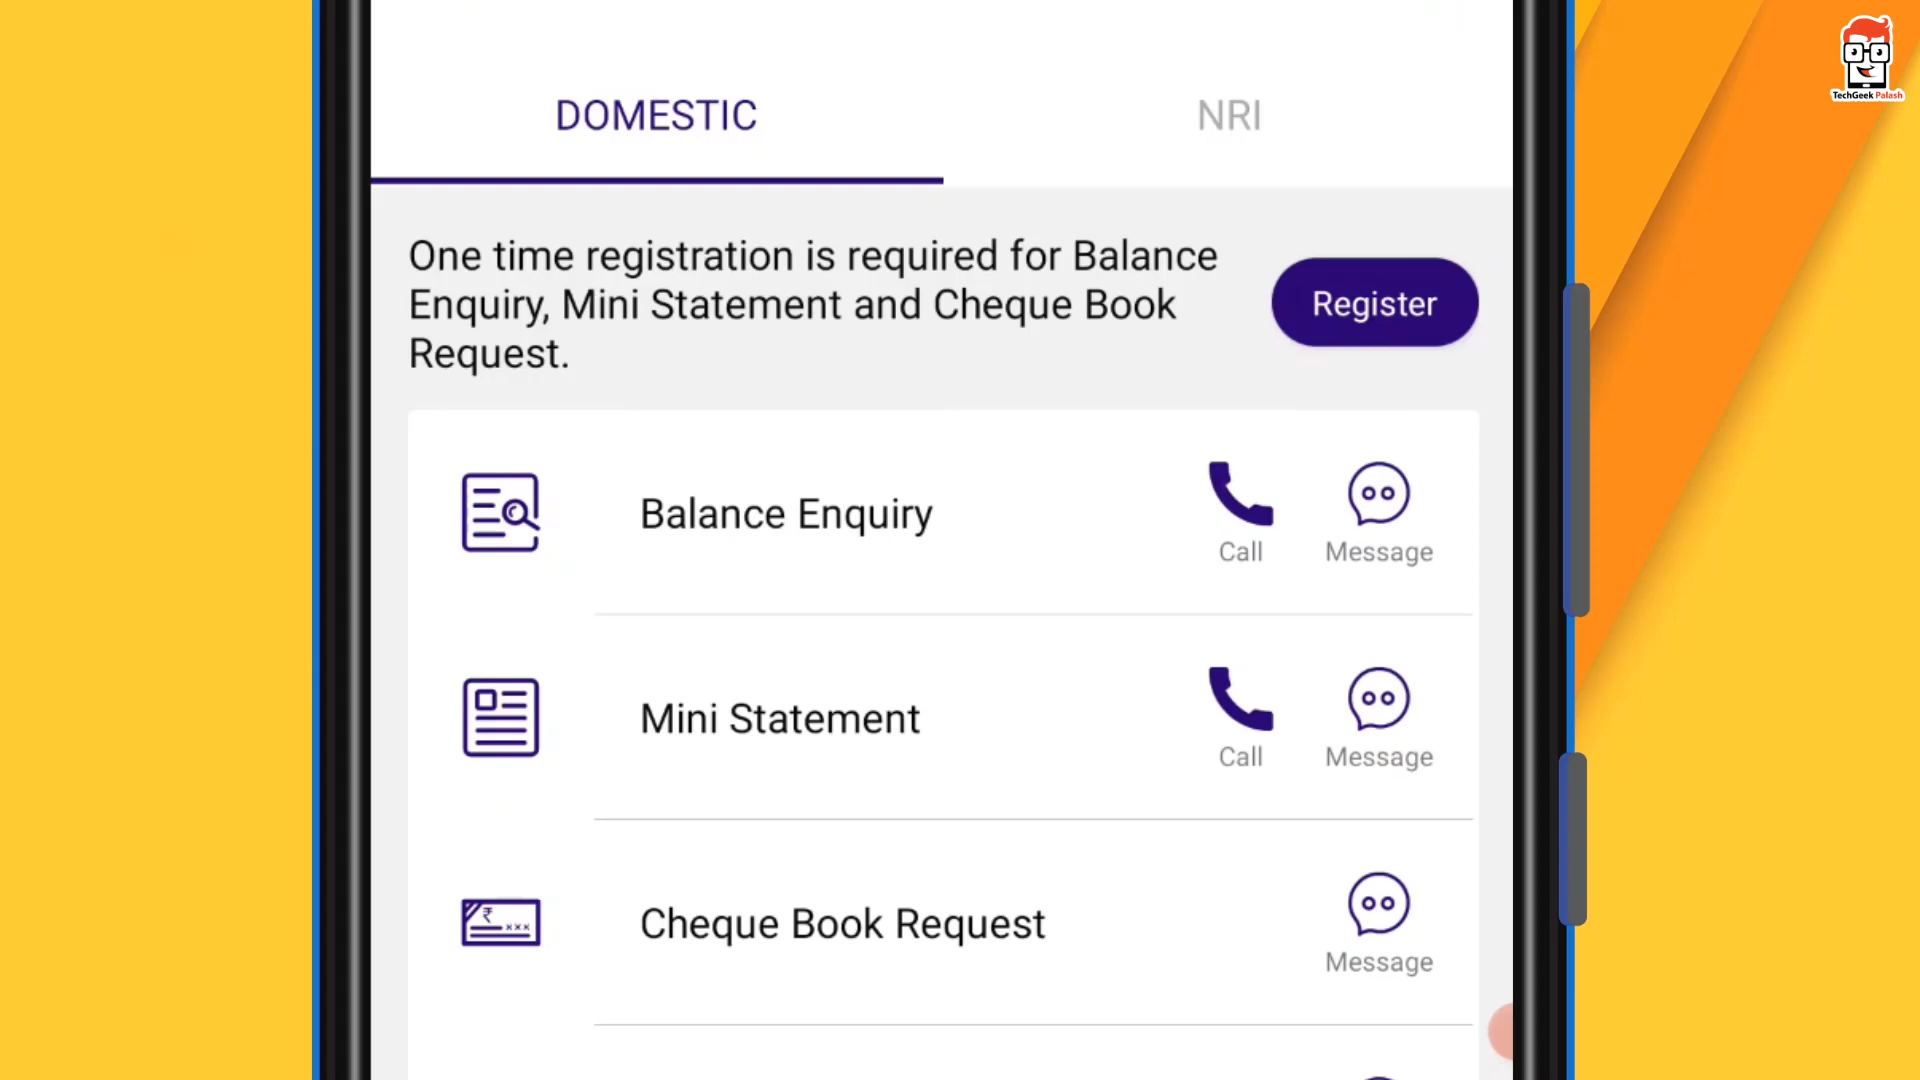 TechGeek Palash
DOMESTIC
NRI
One time registration is required for Balance
Enquiry, Mini Statement and Cheque Book
Request.
Register
Balance Enquiry
Call
Message
Mini Statement
Call
Message
₹
xxx
Cheque Book Request
Message